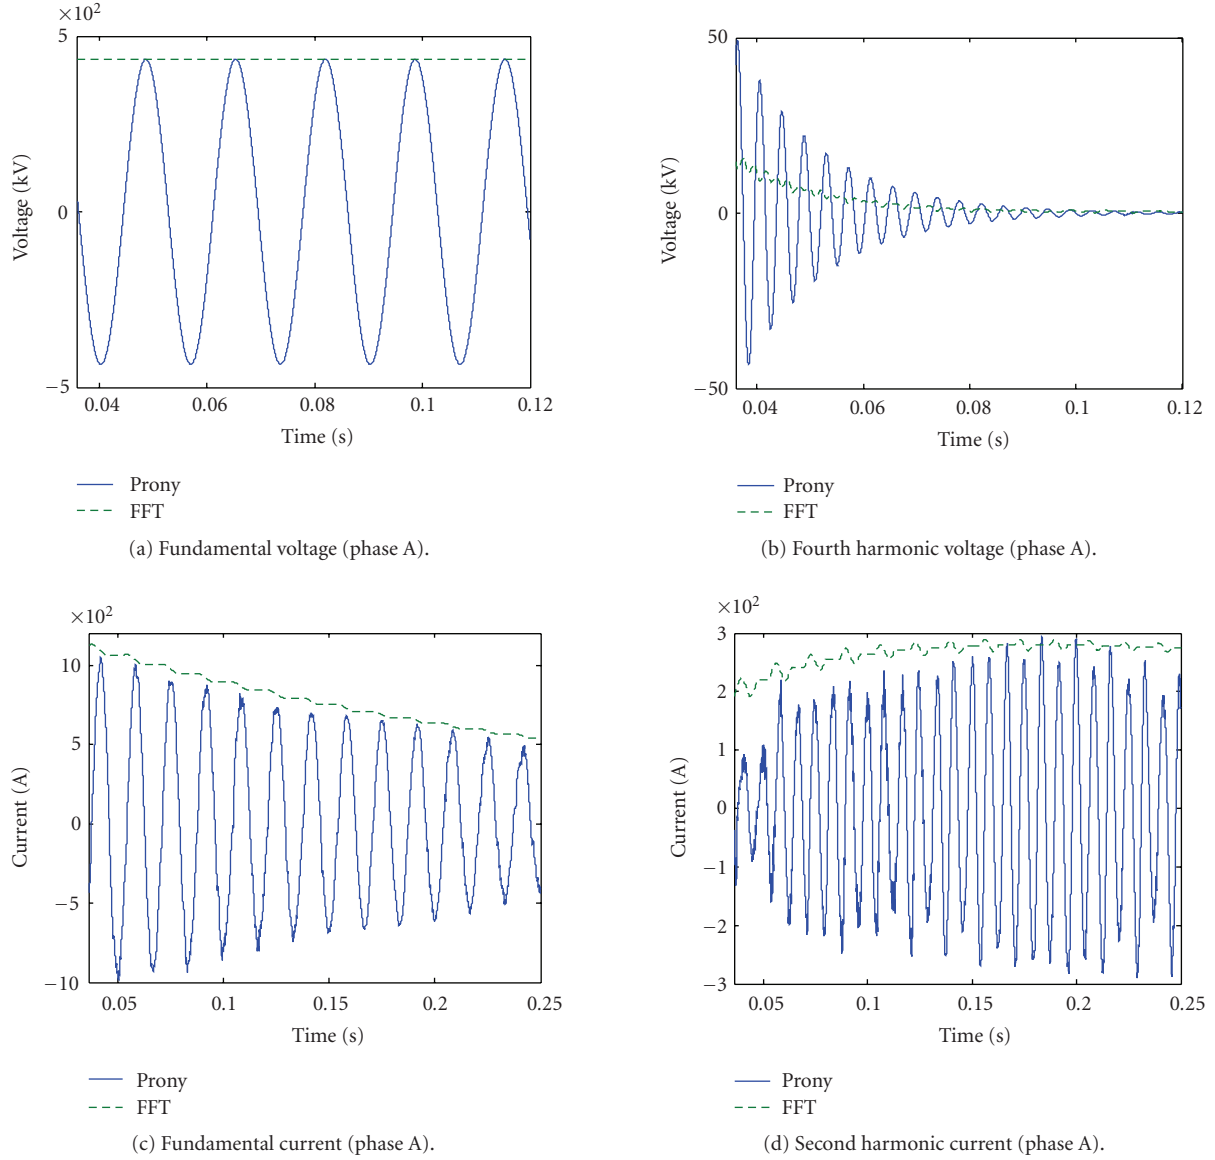 ×10²
5
0
−5
Voltage (kV)
0.04 0.06 0.08 0.1 0.12
Time (s)
Prony
FFT
(a) Fundamental voltage (phase A).
50
0
−50
Voltage (kV)
0.04 0.06 0.08 0.1 0.12
Time (s)
Prony
FFT
(b) Fourth harmonic voltage (phase A).
×10²
10
5
0
−5
−10
Current (A)
0.05 0.1 0.15 0.2 0.25
Time (s)
Prony
FFT
(c) Fundamental current (phase A).
×10²
3
2
1
0
−1
−2
−3
Current (A)
0.05 0.1 0.15 0.2 0.25
Time (s)
Prony
FFT
(d) Second harmonic current (phase A).